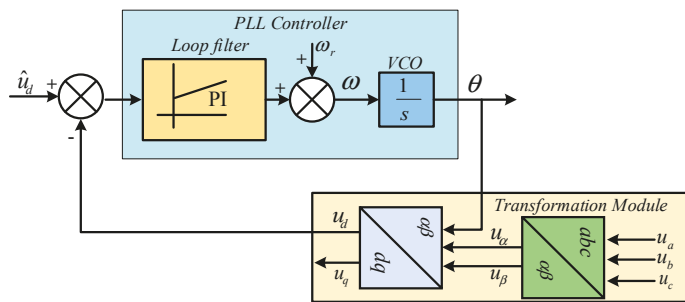 PLL Controller
Loop filter
+ ω_r
VCO
û_d +
PI
+
ω
1/s
θ
-
Transformation Module
u_d
αβ
u_α
abc
u_a
u_b
u_q
dq
u_β
αβ
u_c